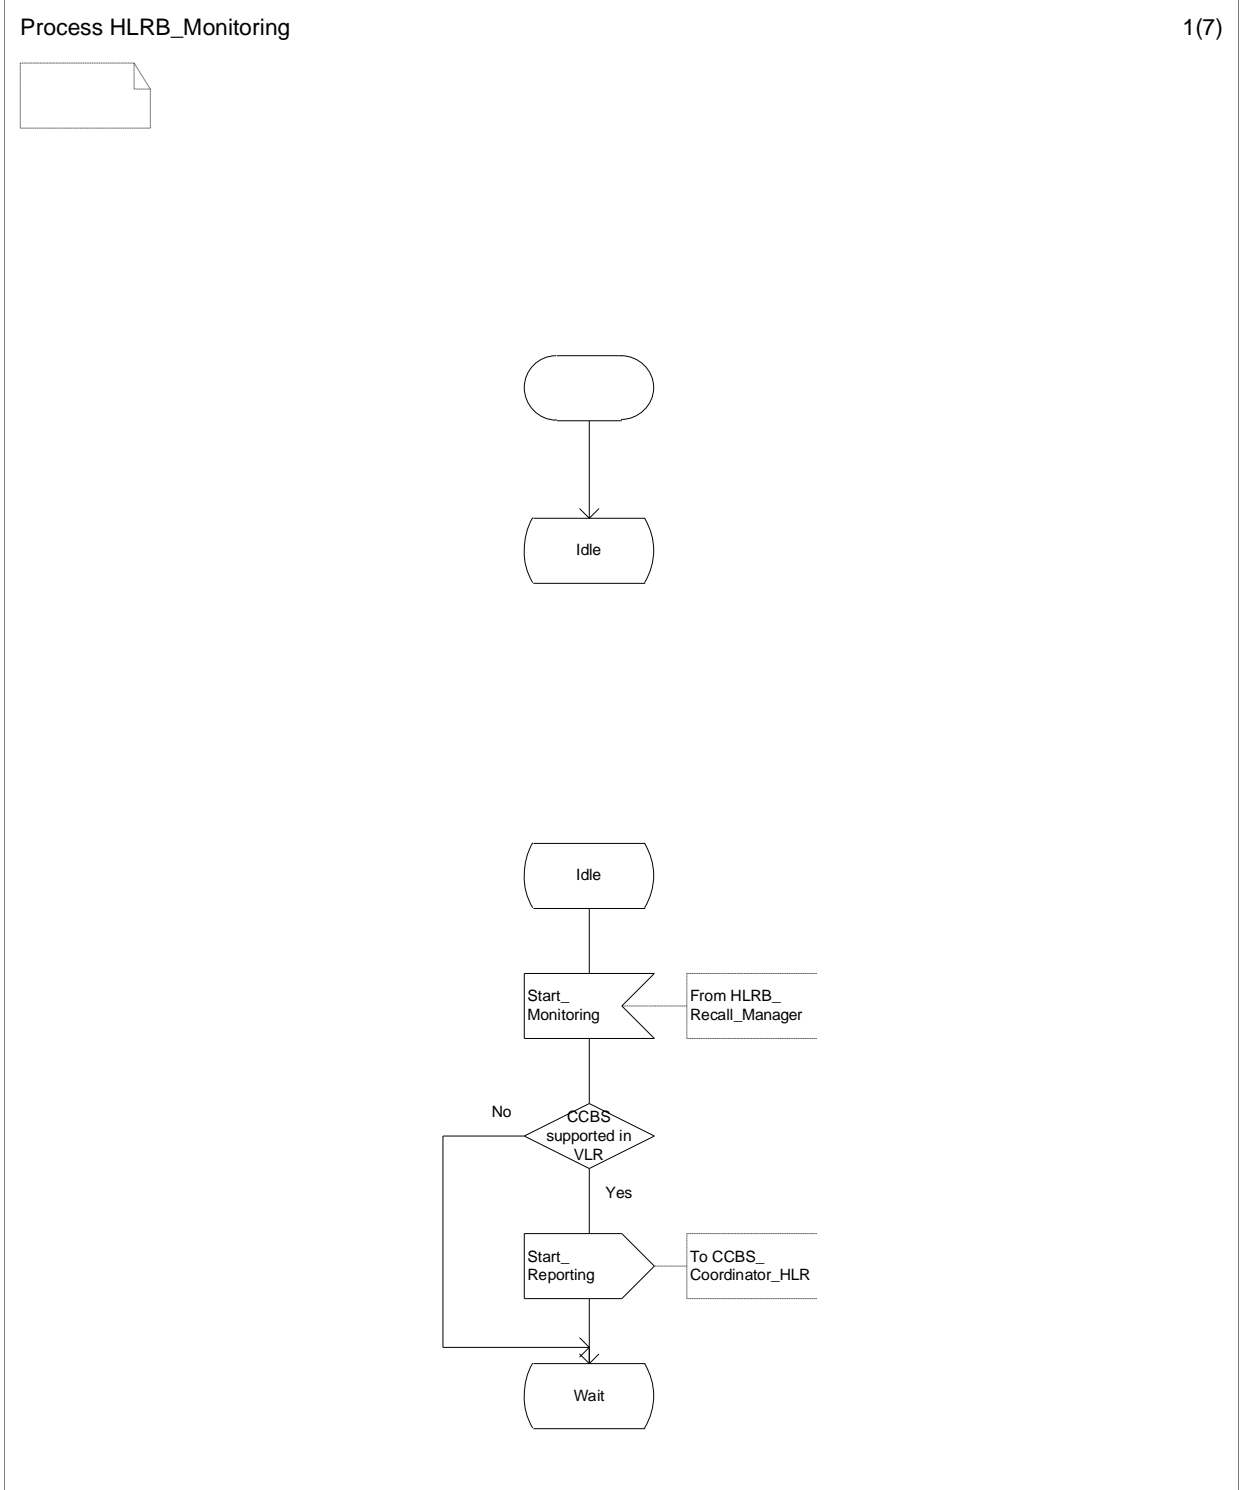 Process HLRB_Monitoring
1(7)
Idle
Idle
Start_
Monitoring
From HLRB_
Recall_Manager
No
CCBS
supported in
VLR
Yes
Start_
Reporting
To CCBS_
Coordinator_HLR
Wait